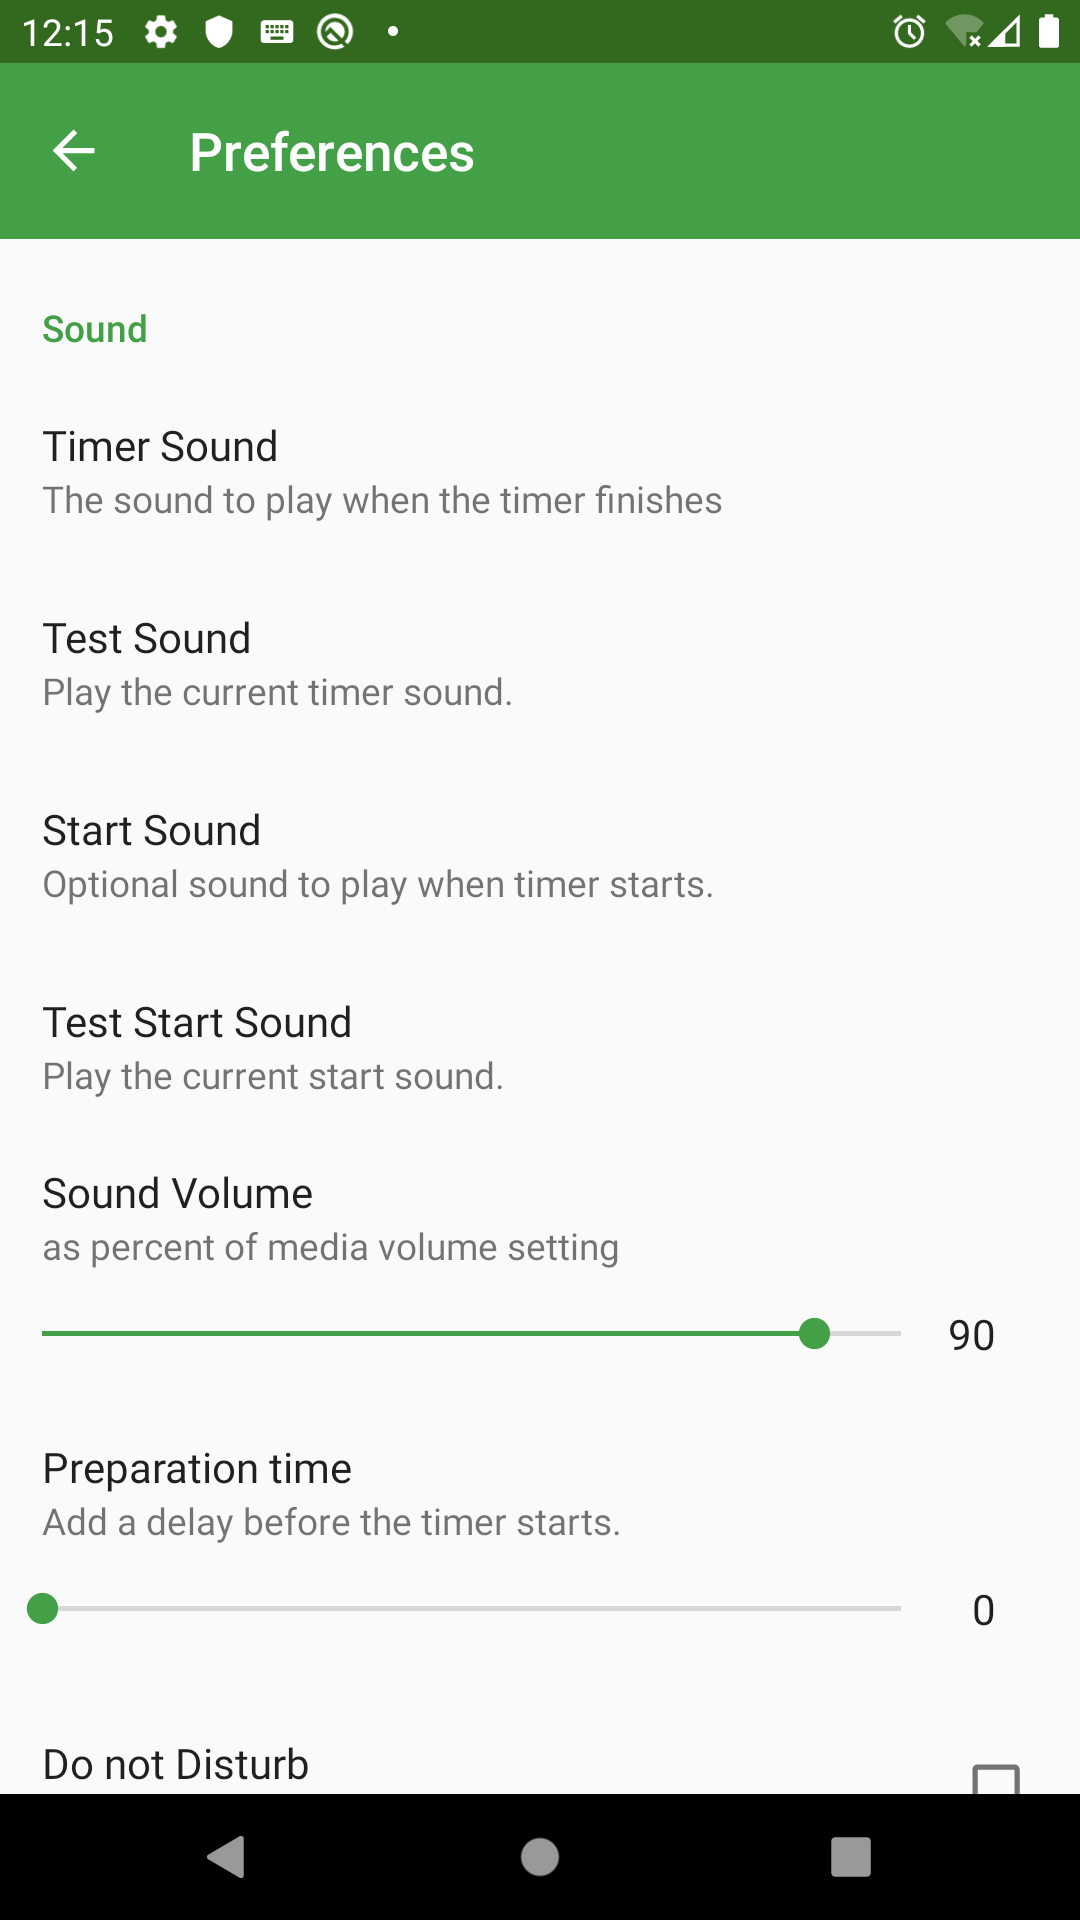 12:15
Preferences
Sound
Timer Sound
The sound to play when the timer finishes
Test Sound
Play the current timer sound.
Start Sound
Optional sound to play when timer starts.
Test Start Sound
Play the current start sound.
Sound Volume
as percent of media volume setting
90
Preparation time
Add a delay before the timer starts.
0
Do not Disturb